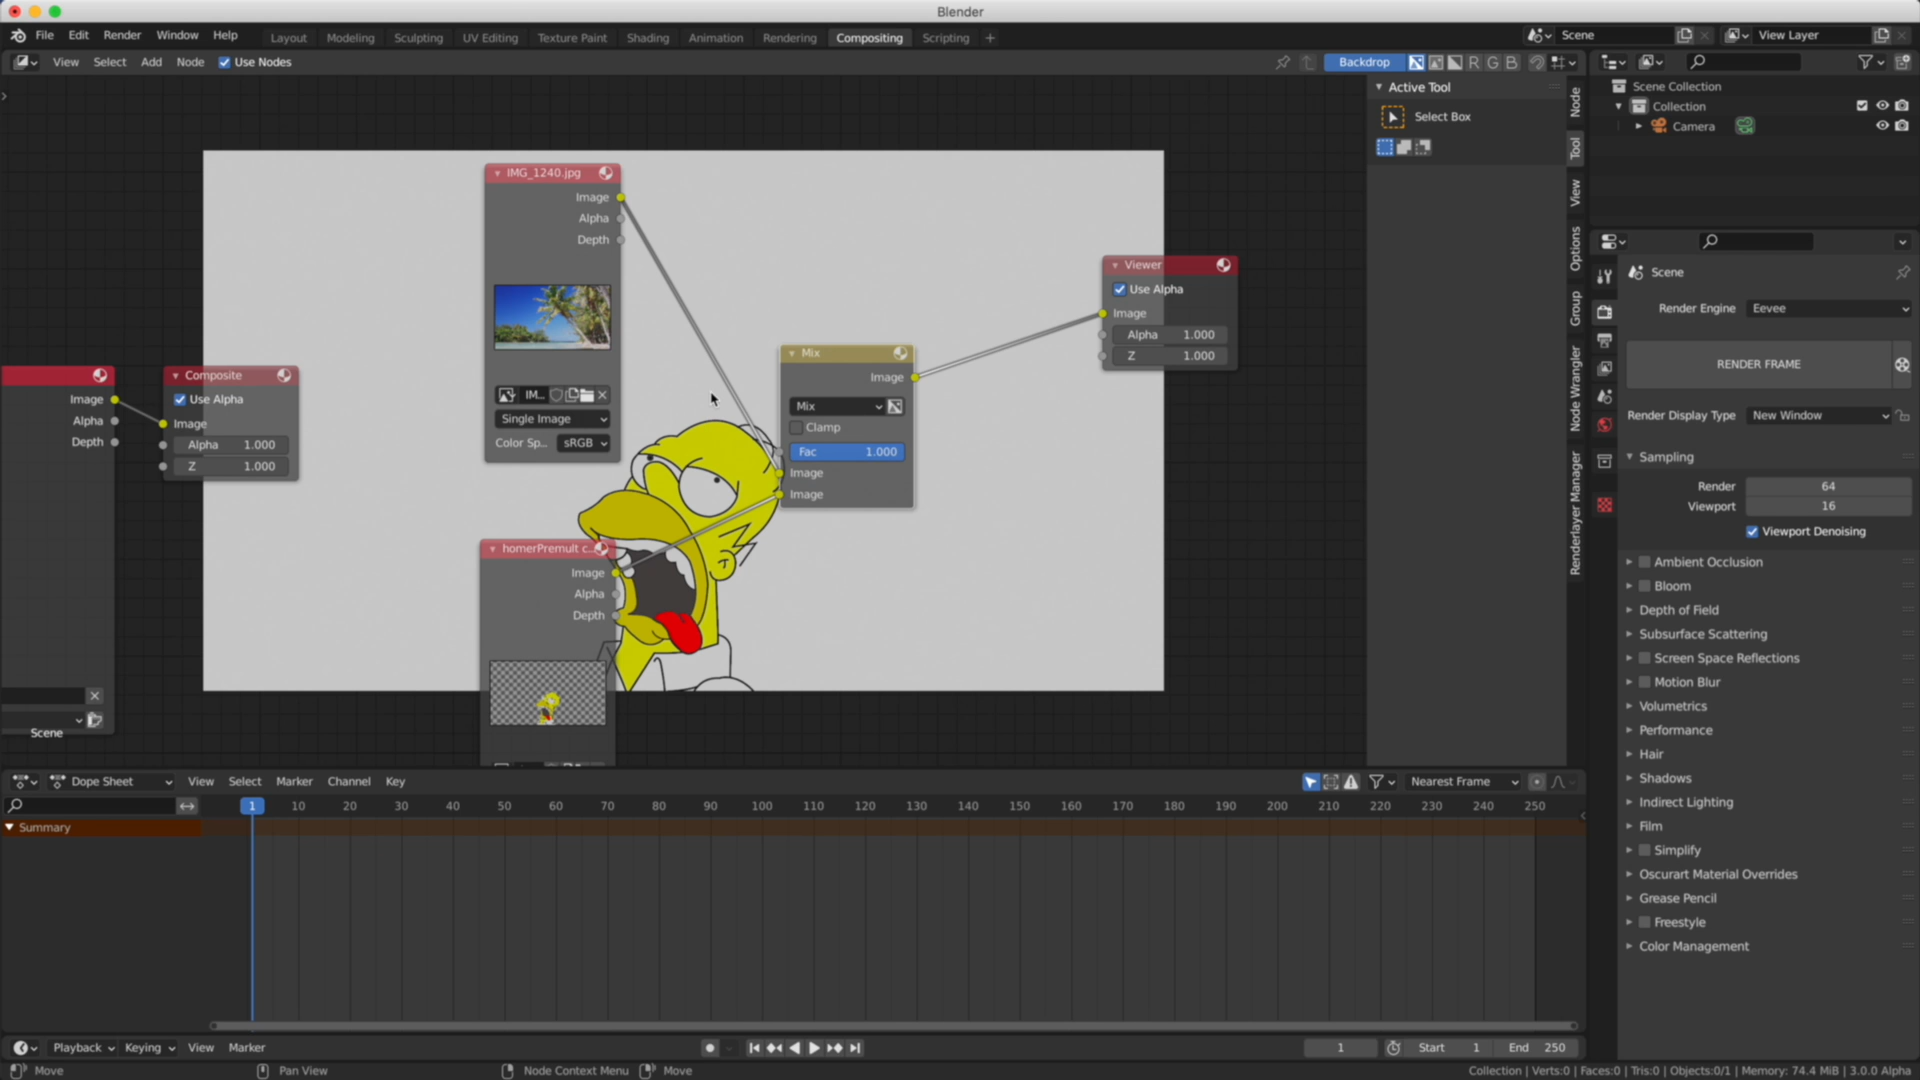 Blender
File Edit Render Window Help Layout Modeling Sculpting UV Editing Texture Paint Shading Animation Rendering Compositing Scripting + Scene View Layer
View Select Add Node Use Nodes Backdrop R G B
Active Tool
Select Box
Node
Tool
View
Options
Group
Node Wrangler
Renderlayer Manager
Scene Collection
Collection
Camera
IMG_1240.jpg
Image
Alpha
Depth
IM...
Single Image
Color Sp... sRGB
Viewer
Use Alpha
Image
Alpha 1.000
Z 1.000
Mix
Image
Mix
Clamp
Fac 1.000
Image
Image
Image
Alpha
Depth
Scene
Composite
Use Alpha
Image
Alpha 1.000
Z 1.000
homerPremult c...
Image
Alpha
Depth
Scene
Render Engine Eevee
RENDER FRAME
Render Display Type New Window
Sampling
Render 64
Viewport 16
Viewport Denoising
Ambient Occlusion
Bloom
Depth of Field
Subsurface Scattering
Screen Space Reflections
Motion Blur
Volumetrics
Performance
Hair
Shadows
Indirect Lighting
Film
Simplify
Oscurart Material Overrides
Grease Pencil
Freestyle
Color Management
Dope Sheet View Select Marker Channel Key Nearest Frame
1 10 20 30 40 50 60 70 80 90 100 110 120 130 140 150 160 170 180 190 200 210 220 230 240 250
Summary
Playback Keying View Marker 1 Start 1 End 250
Move Pan View Node Context Menu Move Collection | Verts:0 | Faces:0 | Tris:0 | Objects:0/1 | Memory: 74.4 MiB | 3.0.0 Alpha